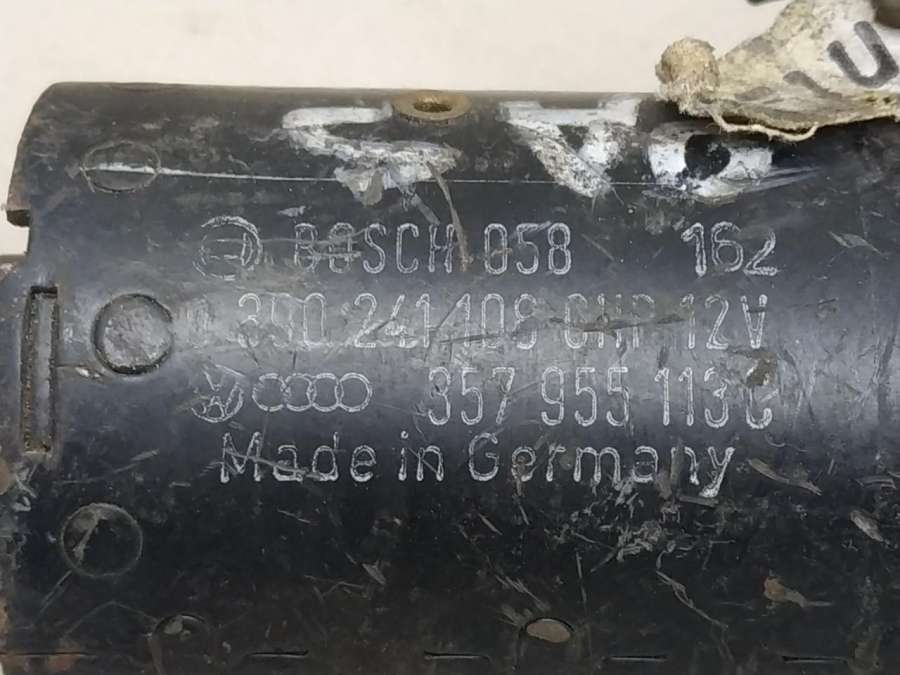 BOSCH 058 162
390 241 108 CHP 12V
357 955 113 C
Made in Germany